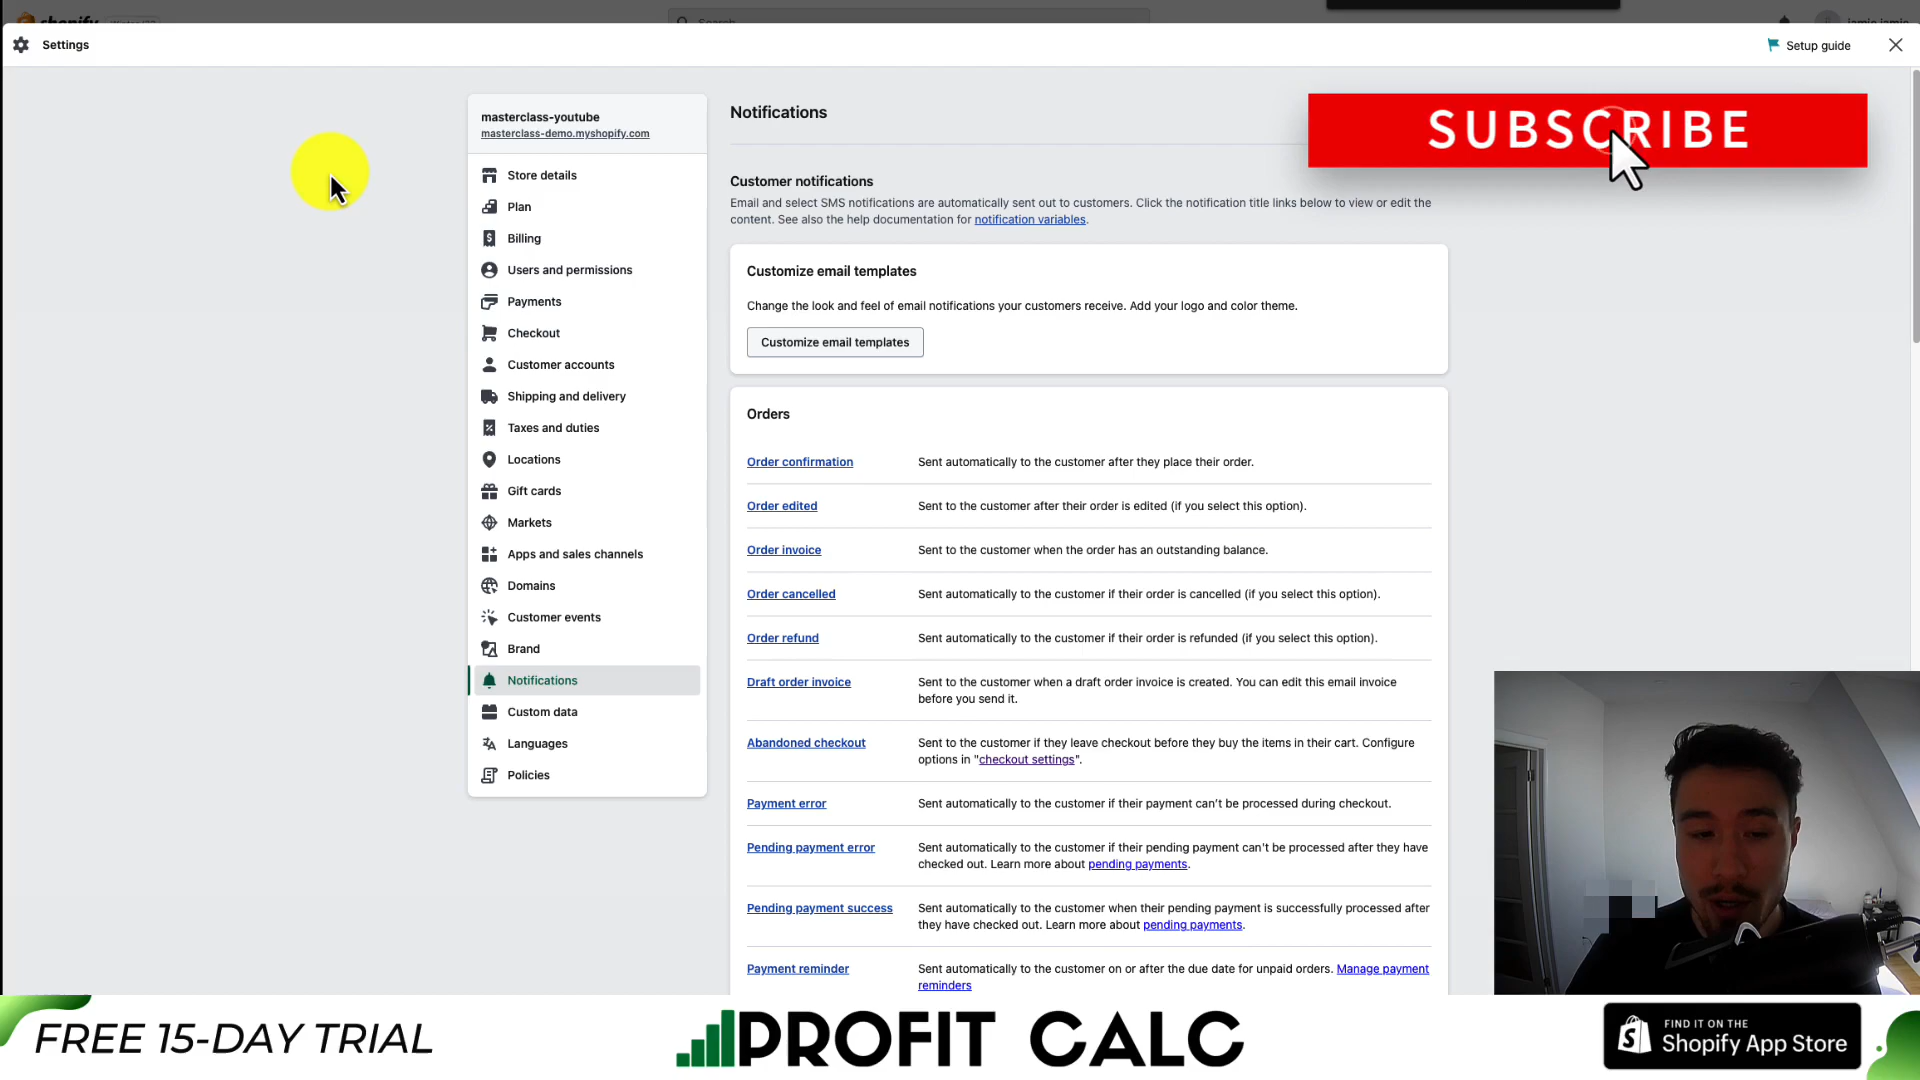 shopify
Search
Settings
Setup guide
masterclass-youtube
masterclass-demo.myshopify.com
Store details
Plan
Billing
Users and permissions
Payments
Checkout
Customer accounts
Shipping and delivery
Taxes and duties
Locations
Gift cards
Markets
Apps and sales channels
Domains
Customer events
Brand
Notifications
Custom data
Languages
Policies
Notifications
SUBSCRIBE
Customer notifications
Email and select SMS notifications are automatically sent out to customers. Click the notification title links below to view or edit the
content. See also the help documentation for notification variables.
Customize email templates
Change the look and feel of email notifications your customers receive. Add your logo and color theme.
Customize email templates
Orders
Order confirmation Sent automatically to the customer after they place their order.
Order edited Sent to the customer after their order is edited (if you select this option).
Order invoice Sent to the customer when the order has an outstanding balance.
Order cancelled Sent automatically to the customer if their order is cancelled (if you select this option).
Order refund Sent automatically to the customer if their order is refunded (if you select this option).
Draft order invoice Sent to the customer when a draft order invoice is created. You can edit this email invoice
before you send it.
Abandoned checkout Sent to the customer if they leave checkout before they buy the items in their cart. Configure
options in "checkout settings".
Payment error Sent automatically to the customer if their payment can't be processed during checkout.
Pending payment error Sent automatically to the customer if their pending payment can't be processed after they have
checked out. Learn more about pending payments.
Pending payment success Sent automatically to the customer when their pending payment is successfully processed after
they have checked out. Learn more about pending payments.
Payment reminder Sent automatically to the customer on or after the due date for unpaid orders. Manage payment
reminders
FREE 15-DAY TRIAL
PROFIT CALC
FIND IT ON THE
Shopify App Store